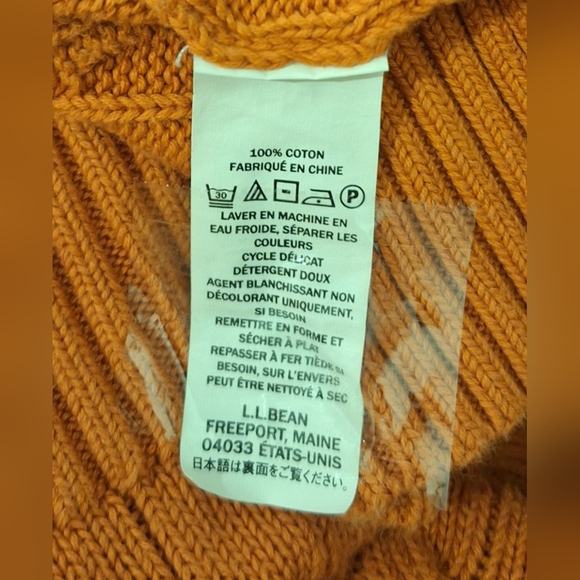 100% COTON
FABRIQUÉ EN CHINE
30 P
LAVER EN MACHINE EN
EAU FROIDE, SÉPARER LES
COULEURS
CYCLE DÉLICAT
DÉTERGENT DOUX
AGENT BLANCHISSANT NON
DÉCOLORANT UNIQUEMENT,
SI BESOIN
REMETTRE EN FORME ET
SÉCHER À PLAT
REPASSER À FER TIÈDE SI
BESOIN, SUR L'ENVERS
PEUT ÊTRE NETTOYÉ À SEC
L.L.BEAN
FREEPORT, MAINE
04033 ÉTATS-UNIS
日本語は裏面をご覧ください。